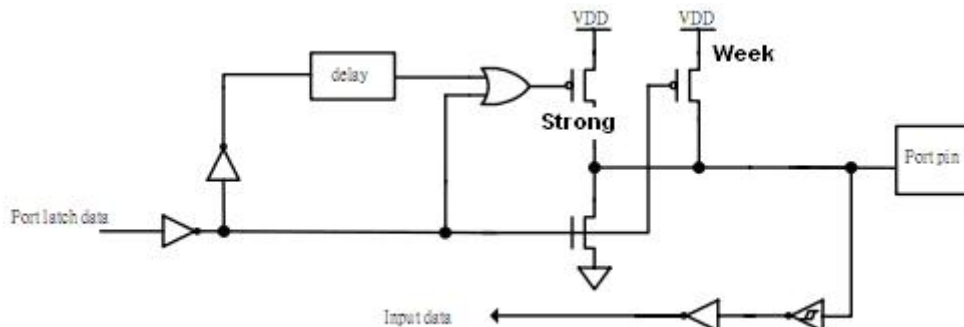 VDD
VDD
Week
delay
Strong
Port pin
Port latch data
Input data